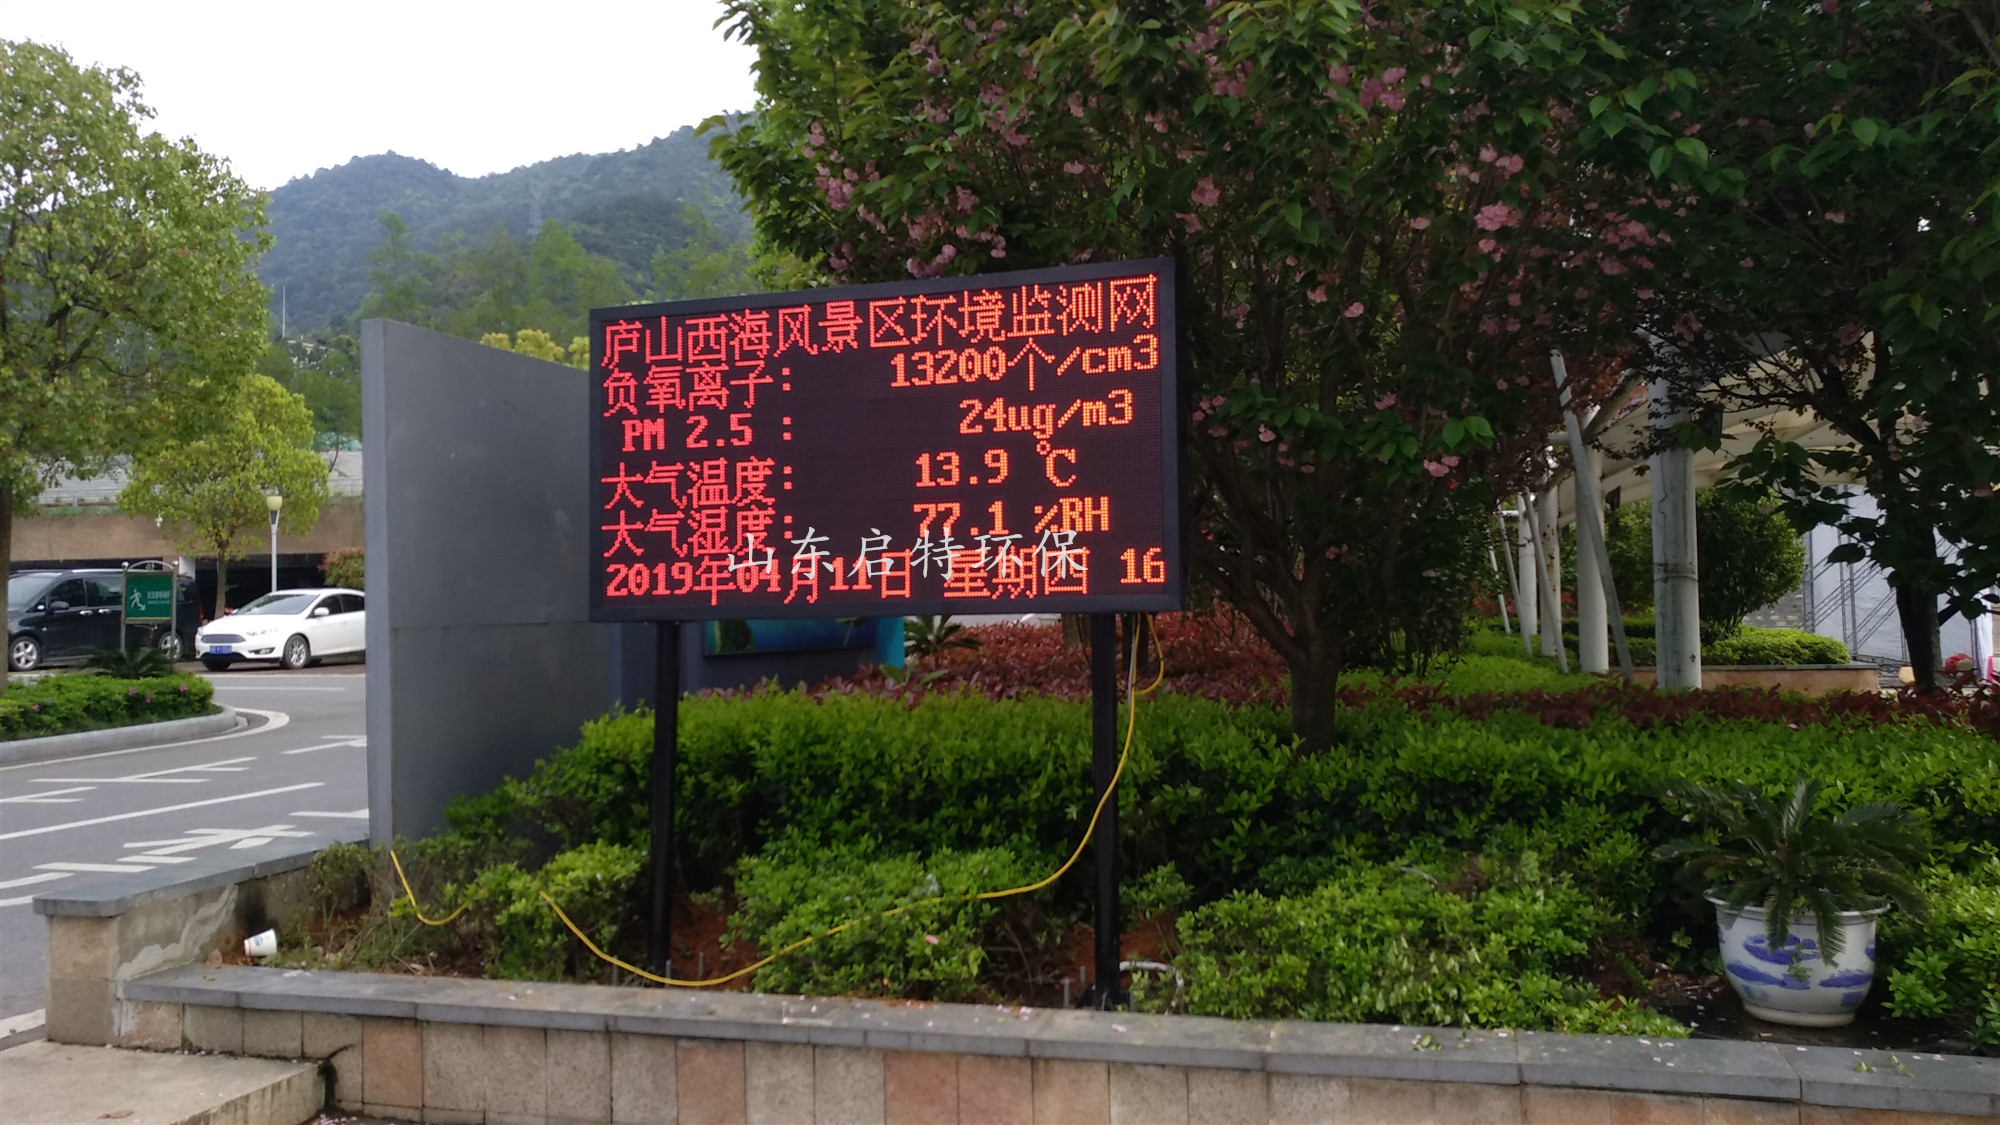 庐山西海风景区环境监测网
负氧离子： 13200个/cm3
PM 2.5 ： 24ug/m3
大气温度： 13.9 ℃
大气湿度： 77.1 %RH
2019年04月11日 星期四 16
山东启特环保